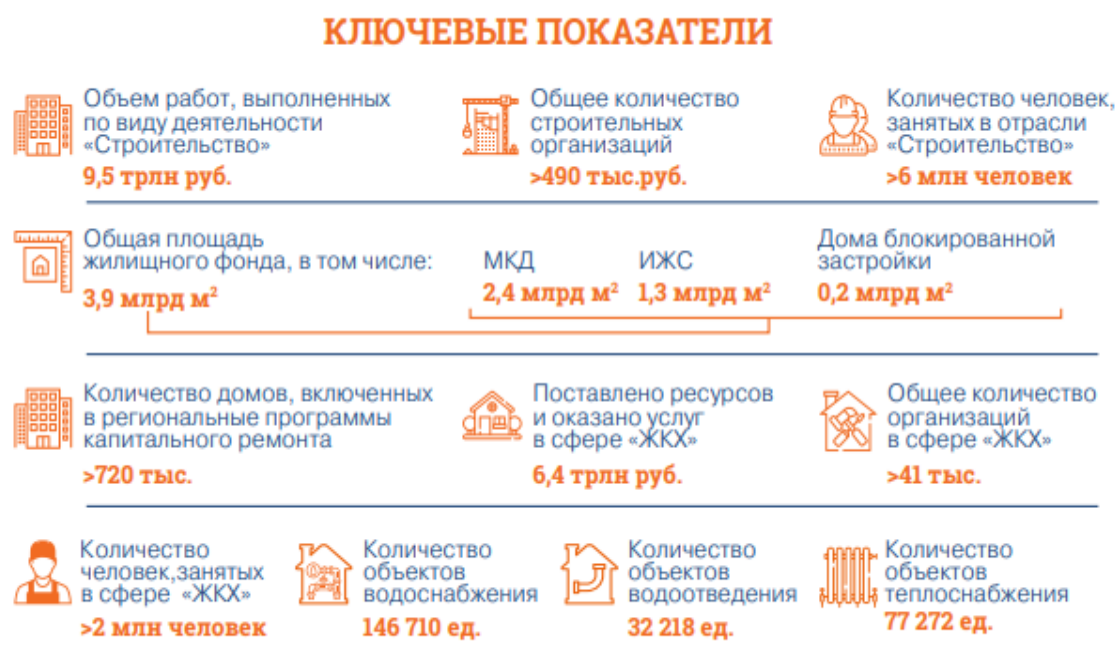 КЛЮЧЕВЫЕ ПОКАЗАТЕЛИ
Объем работ, выполненных
по виду деятельности
«Строительство»
9,5 трлн руб.
Общее количество
строительных
организаций
>490 тыс.руб.
Количество человек,
занятых в отрасли
«Строительство»
>6 млн человек
Общая площадь
жилищного фонда, в том числе:
3,9 млрд м²
МКД
2,4 млрд м²
ИЖС
1,3 млрд м²
Дома блокированной
застройки
0,2 млрд м²
Количество домов, включенных
в региональные программы
капитального ремонта
>720 тыс.
Поставлено ресурсов
и оказано услуг
в сфере «ЖКХ»
6,4 трлн руб.
Общее количество
организаций
в сфере «ЖКХ»
>41 тыс.
Количество
человек,занятых
в сфере «ЖКХ»
>2 млн человек
Количество
объектов
водоснабжения
146 710 ед.
Количество
объектов
водоотведения
32 218 ед.
Количество
объектов
теплоснабжения
77 272 ед.